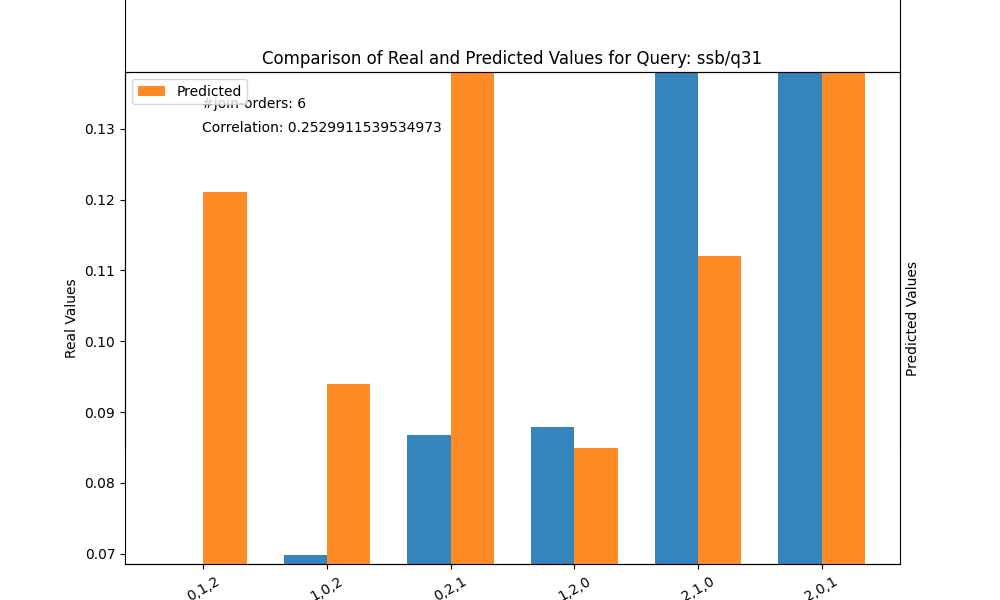 Comparison of Real and Predicted Values for Query: ssb/q31
Predicted
#join-orders: 6
Correlation: 0.2529911539534973
0.13
0.12
0.11
0.10
0.09
0.08
0.07
Real Values
Predicted Values
0,1,2
1,0,2
0,2,1
1,2,0
2,1,0
2,0,1